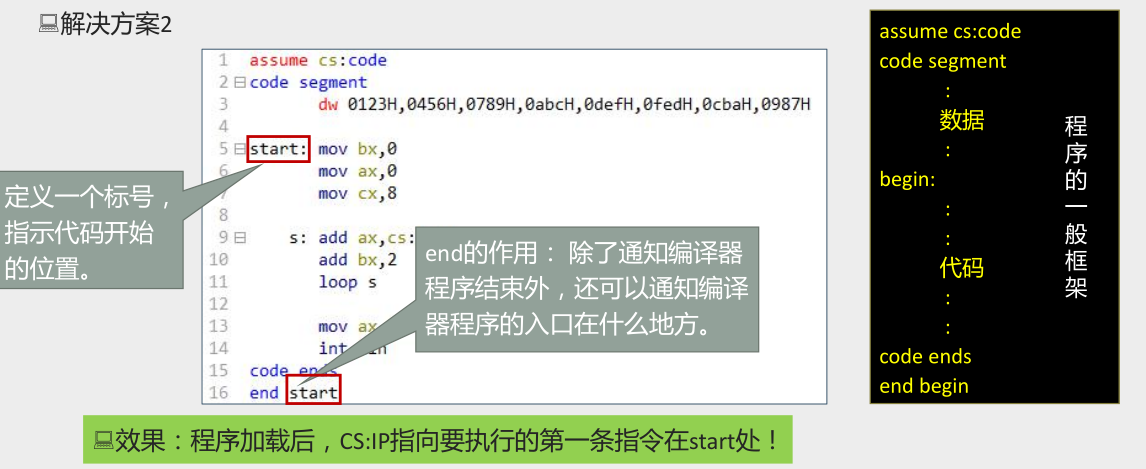 解决方案2
1 assume cs:code
2 code segment
3 dw 0123H,0456H,0789H,0abcH,0defH,0fedH,0cbaH,0987H
4
5 start: mov bx,0
6 mov ax,0
7 mov cx,8
8
9 s: add ax,cs:
10 add bx,2
11 loop s
12
13 mov ax
14 int
15 code ends
16 end start
定义一个标号，
指示代码开始
的位置。
end的作用： 除了通知编译器
程序结束外，还可以通知编译
器程序的入口在什么地方。
效果：程序加载后，CS:IP指向要执行的第一条指令在start处！
assume cs:code
code segment
:
数据
:
begin:
:
:
代码
:
:
code ends
end begin
程序的一般框架